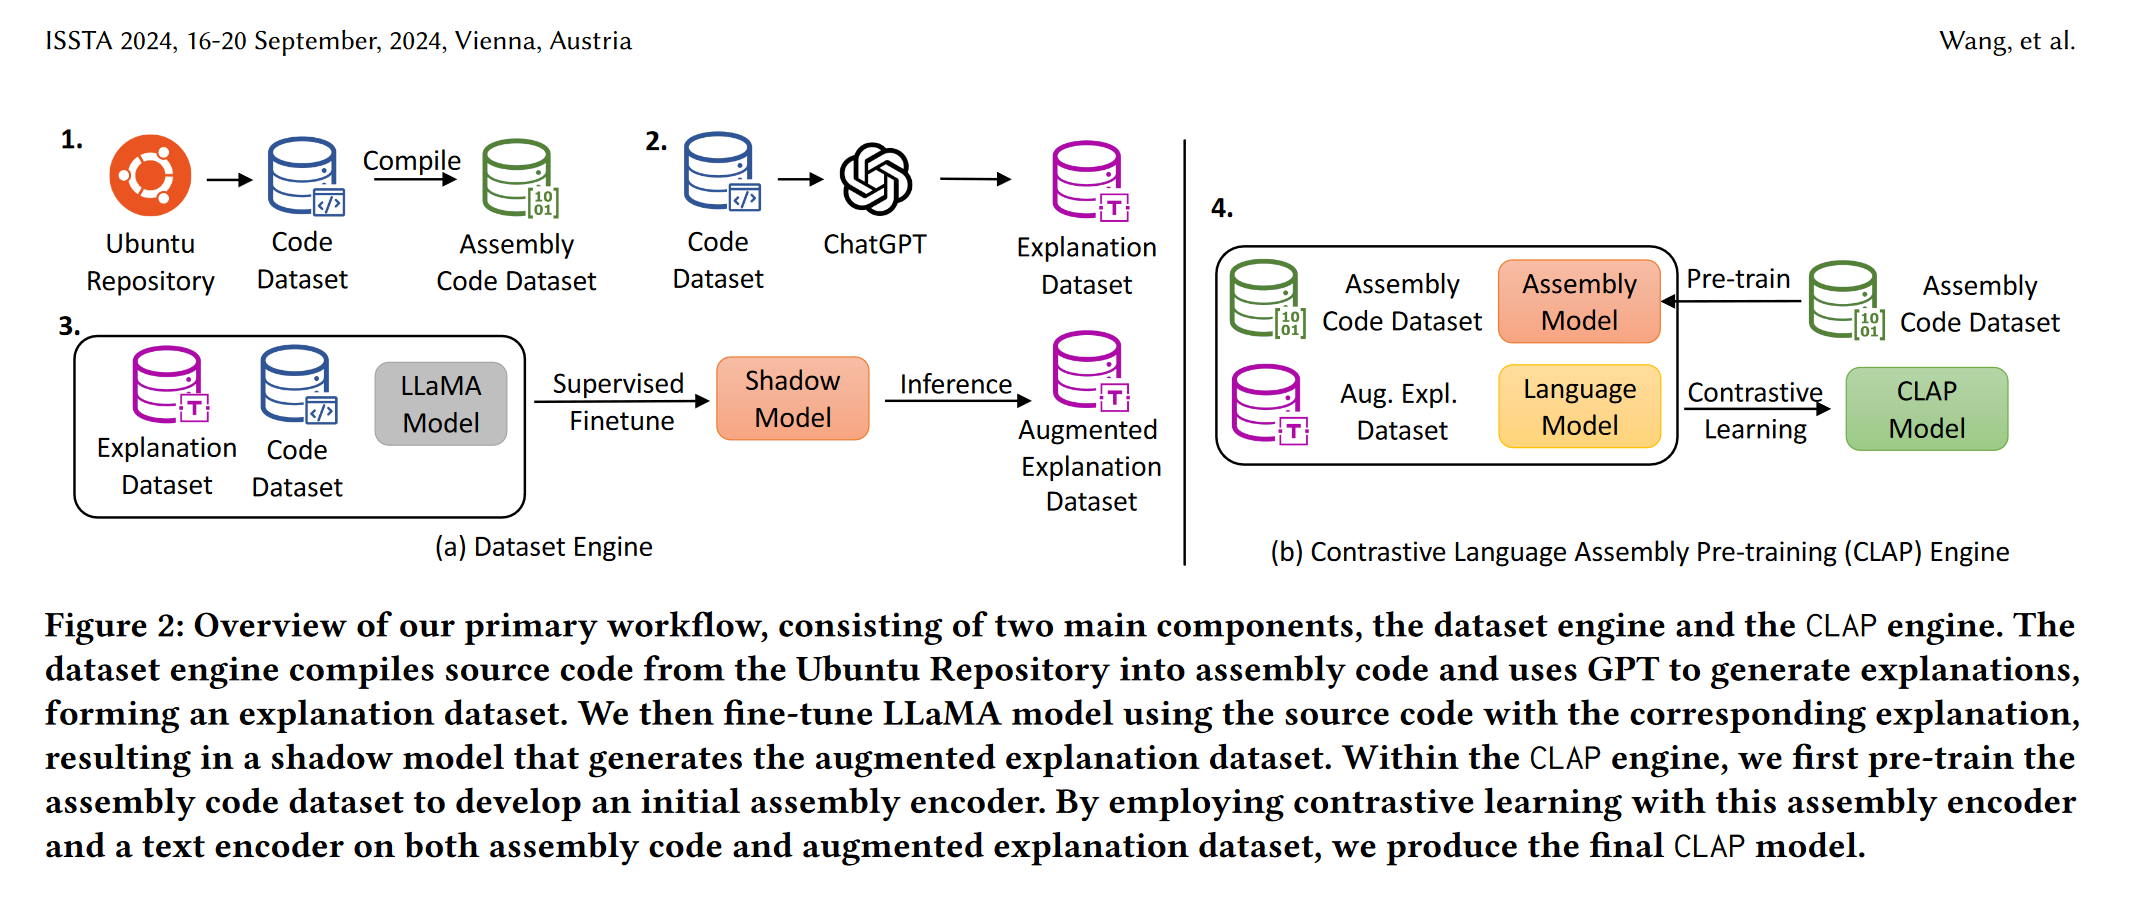 ISSTA 2024, 16-20 September, 2024, Vienna, Austria
Wang, et al.
1.
Ubuntu
Repository
Code
Dataset
Compile
10
01
Assembly
Code Dataset
2.
</>
Code
Dataset
ChatGPT
T
Explanation
Dataset
3.
T
Explanation
Dataset
</>
Code
Dataset
LLaMA
Model
Supervised
Finetune
Shadow
Model
Inference
T
Augmented
Explanation
Dataset
(a) Dataset Engine
4.
10
01
Assembly
Code Dataset
Assembly
Model
Pre-train
10
01
Assembly
Code Dataset
T
Aug. Expl.
Dataset
Language
Model
Contrastive
Learning
CLAP
Model
(b) Contrastive Language Assembly Pre-training (CLAP) Engine
Figure 2: Overview of our primary workflow, consisting of two main components, the dataset engine and the CLAP engine. The
dataset engine compiles source code from the Ubuntu Repository into assembly code and uses GPT to generate explanations,
forming an explanation dataset. We then fine-tune LLaMA model using the source code with the corresponding explanation,
resulting in a shadow model that generates the augmented explanation dataset. Within the CLAP engine, we first pre-train the
assembly code dataset to develop an initial assembly encoder. By employing contrastive learning with this assembly encoder
and a text encoder on both assembly code and augmented explanation dataset, we produce the final CLAP model.